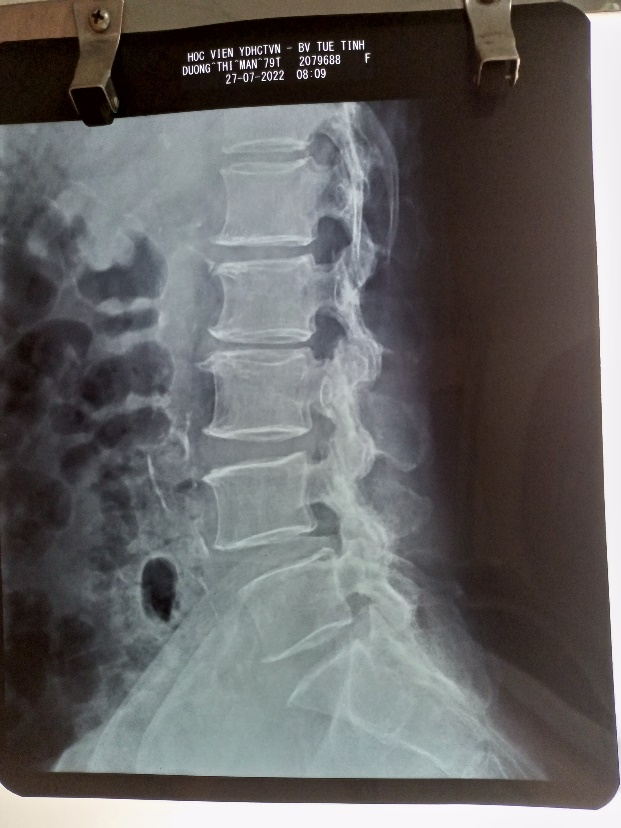 HOC VIEN YDHCTVN - BV TUE TINH
DUONG^THI^MAN^79T 2079688 F
27-07-2022 08:09